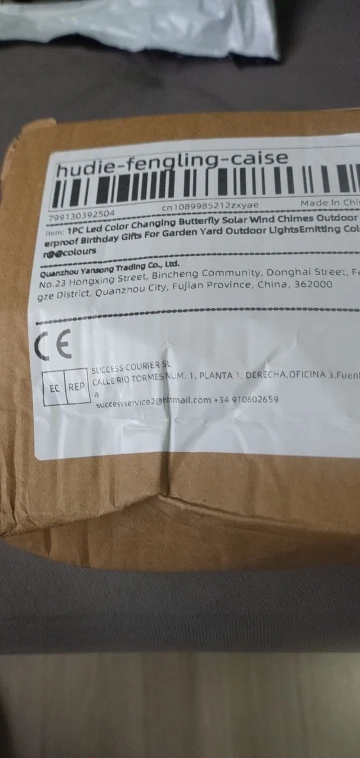 hudie-fengling-caise
799130392504 cn1089985212zxyae Made In Chi
Item: 1PC Led Color Changing Butterfly Solar Wind Chimes Outdoor
erproof Birthday Gifts For Garden Yard Outdoor LightsEmitting Col
colours
Quanzhou Yansong Trading Co., Ltd.
No.23 Hongxing Street, Bincheng Community, Donghai Street, Fe
gze District, Quanzhou City, Fujian Province, China, 362000
CE
EC REP
SUCCESS COURIER SL
CALLE RIO TORMES NUM. 1, PLANTA 1, DERECHA,OFICINA 3,Fuenl
a
successservice2@hotmail.com +34 910602659